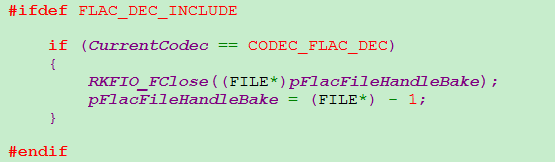 #ifdef FLAC_DEC_INCLUDE
if (CurrentCodec == CODEC_FLAC_DEC)
{
RKFIO_FClose((FILE*)pFlacFileHandleBake);
pFlacFileHandleBake = (FILE*) - 1;
}
#endif